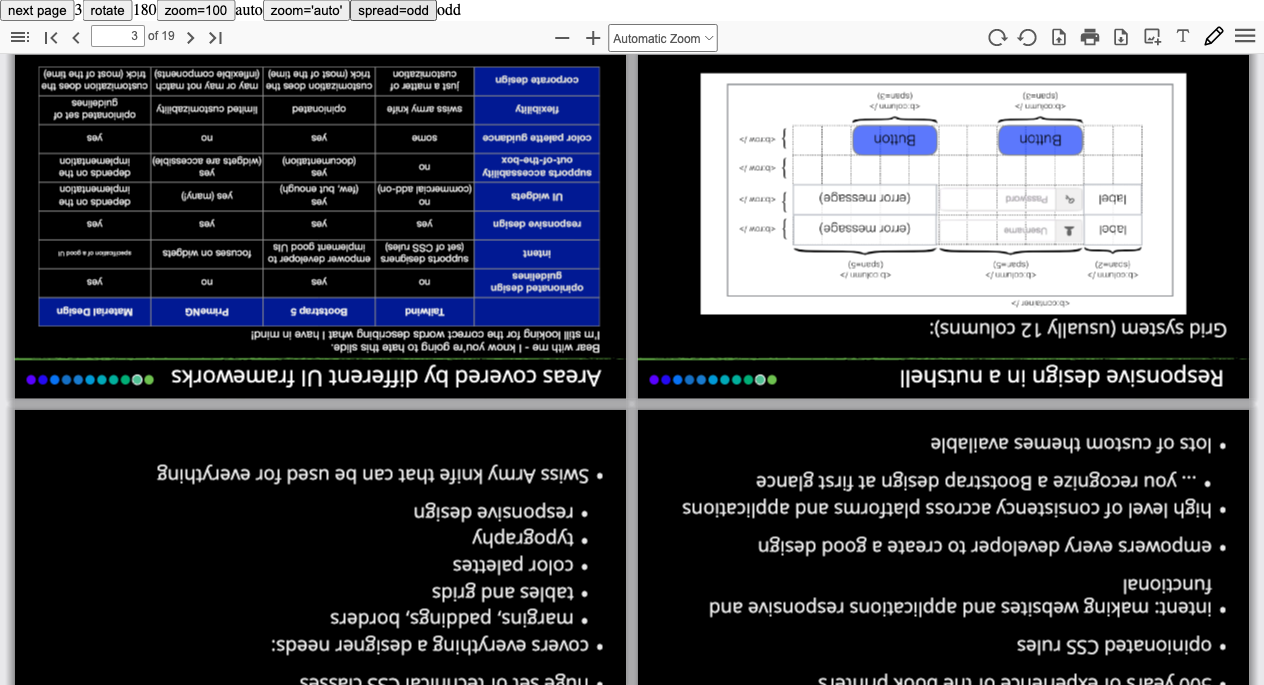 next page 3 rotate 180 zoom=100 auto zoom='auto' spread=odd odd
3 of 19
Automatic Zoom
Areas covered by different UI frameworks
Bear with me - I know you're going to hate this slide.
I'm still looking for the correct words describing what I have in mind!
Tailwind Bootstrap 5 PrimeNG Material Design
opinionated design guidelines no yes no yes
intent supports designers (set of CSS rules) empower developer to implement good UIs focuses on widgets specification of a good UI
responsive design yes yes yes yes
UI widgets no (commercial add-on) yes (few, but enough) yes (many!) depends on the implementation
supports accessability out-of-the-box no yes (documentation) yes (widgets are accessible) depends on the implementation
color palette guidance some yes no yes
flexibility swiss army knife opinionated limited customizability opinionated set of guidelines
corporate design just a matter of customization customization does the trick (most of the time) may or may not match (inflexible components) customization does the trick (most of the time)
Responsive design in a nutshell
Grid system (usually 12 columns):
<b:container />
<b:column /> <b:column /> <b column />
(span=2) (span=5) (span=5)
label Username (error message) <b:row />
label Password (error message) <b:row />
<b:row />
Button Button <b:row />
<b:column /> <b:column />
(span=3) (span=3)
• huge set of technical CSS classes
• covers everything a designer needs:
• margins, paddings, borders
• tables and grids
• color palettes
• typography
• responsive design
• Swiss Army knife that can be used for everything
• 500 years of experience of the book printers
• opinionated CSS rules
• intent: making websites and applications responsive and
functional
• empowers every developer to create a good design
• high level of consistency accross platforms and applications
• ... you recognize a Bootstrap design at first glance
• lots of custom themes available